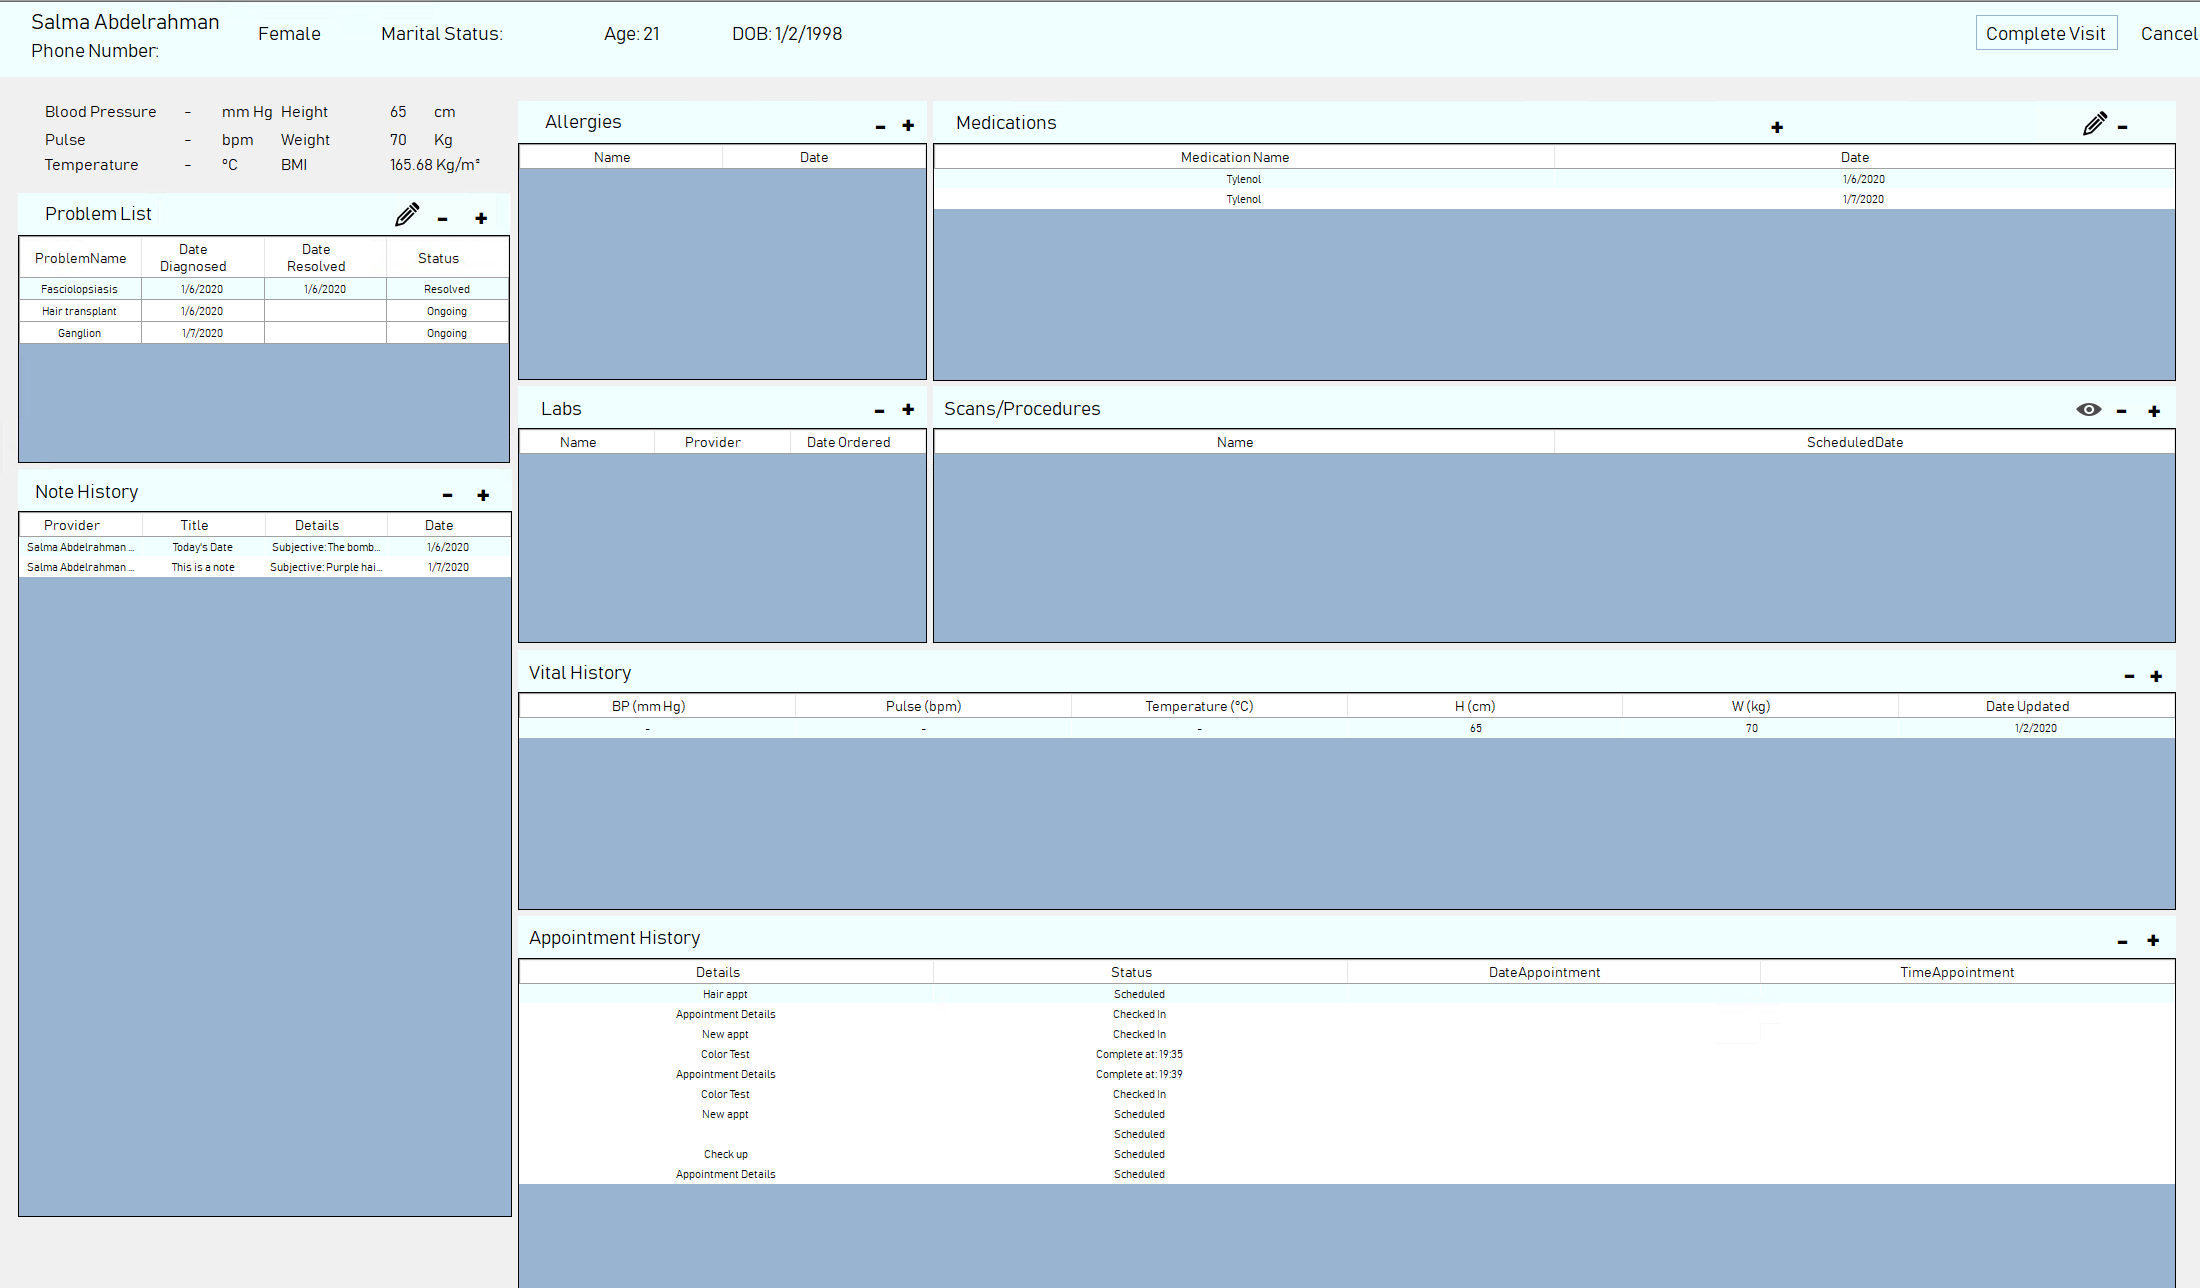 Salma Abdelrahman
Phone Number:
Female
Marital Status:
Age: 21
DOB: 1/2/1998
Complete Visit
Cancel
Blood Pressure - mm Hg Height 65 cm
Pulse - bpm Weight 70 Kg
Temperature - °C BMI 165.68 Kg/m²
Problem List - +
ProblemName Date Diagnosed Date Resolved Status
Fasciolopsiasis 1/6/2020 1/6/2020 Resolved
Hair transplant 1/6/2020 Ongoing
Ganglion 1/7/2020 Ongoing
Note History - +
Provider Title Details Date
Salma Abdelrahman ... Today's Date Subjective: The bomb... 1/6/2020
Salma Abdelrahman ... This is a note Subjective: Purple hai... 1/7/2020
Allergies - +
Name Date
Medications + -
Medication Name Date
Tylenol 1/6/2020
Tylenol 1/7/2020
Labs - +
Name Provider Date Ordered
Scans/Procedures - +
Name ScheduledDate
Vital History - +
BP (mm Hg) Pulse (bpm) Temperature (°C) H (cm) W (kg) Date Updated
- - - 65 70 1/2/2020
Appointment History - +
Details Status DateAppointment TimeAppointment
Hair appt Scheduled
Appointment Details Checked In
New appt Checked In
Color Test Complete at: 19:35
Appointment Details Complete at: 19:39
Color Test Checked In
New appt Scheduled
Scheduled
Check up Scheduled
Appointment Details Scheduled